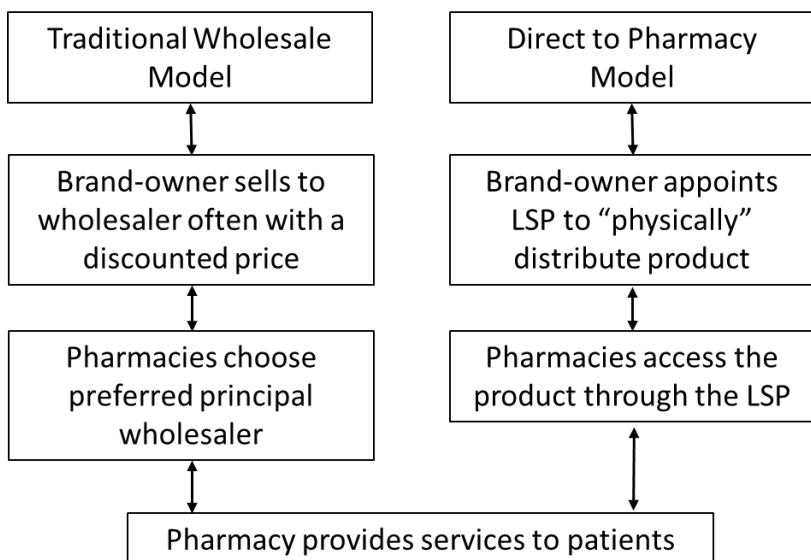 Traditional Wholesale
Model
Brand-owner sells to
wholesaler often with a
discounted price
Pharmacies choose
preferred principal
wholesaler
Direct to Pharmacy
Model
Brand-owner appoints
LSP to “physically”
distribute product
Pharmacies access the
product through the LSP
Pharmacy provides services to patients